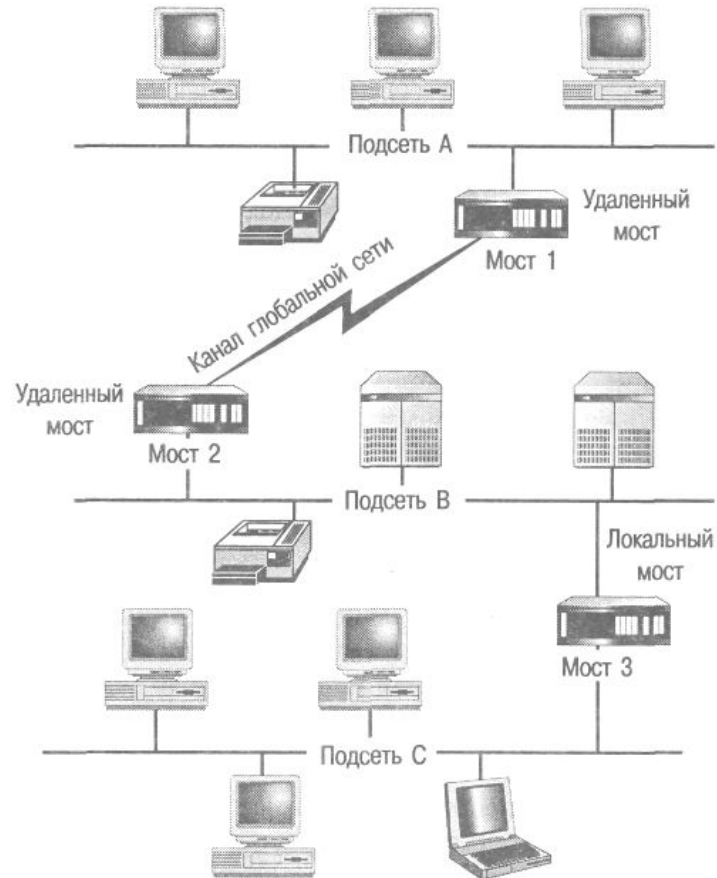 Подсеть А
Удаленный
мост
Мост 1
Канал глобальной сети
Удаленный
мост
Мост 2
Подсеть В
Локальный
мост
Мост 3
Подсеть С